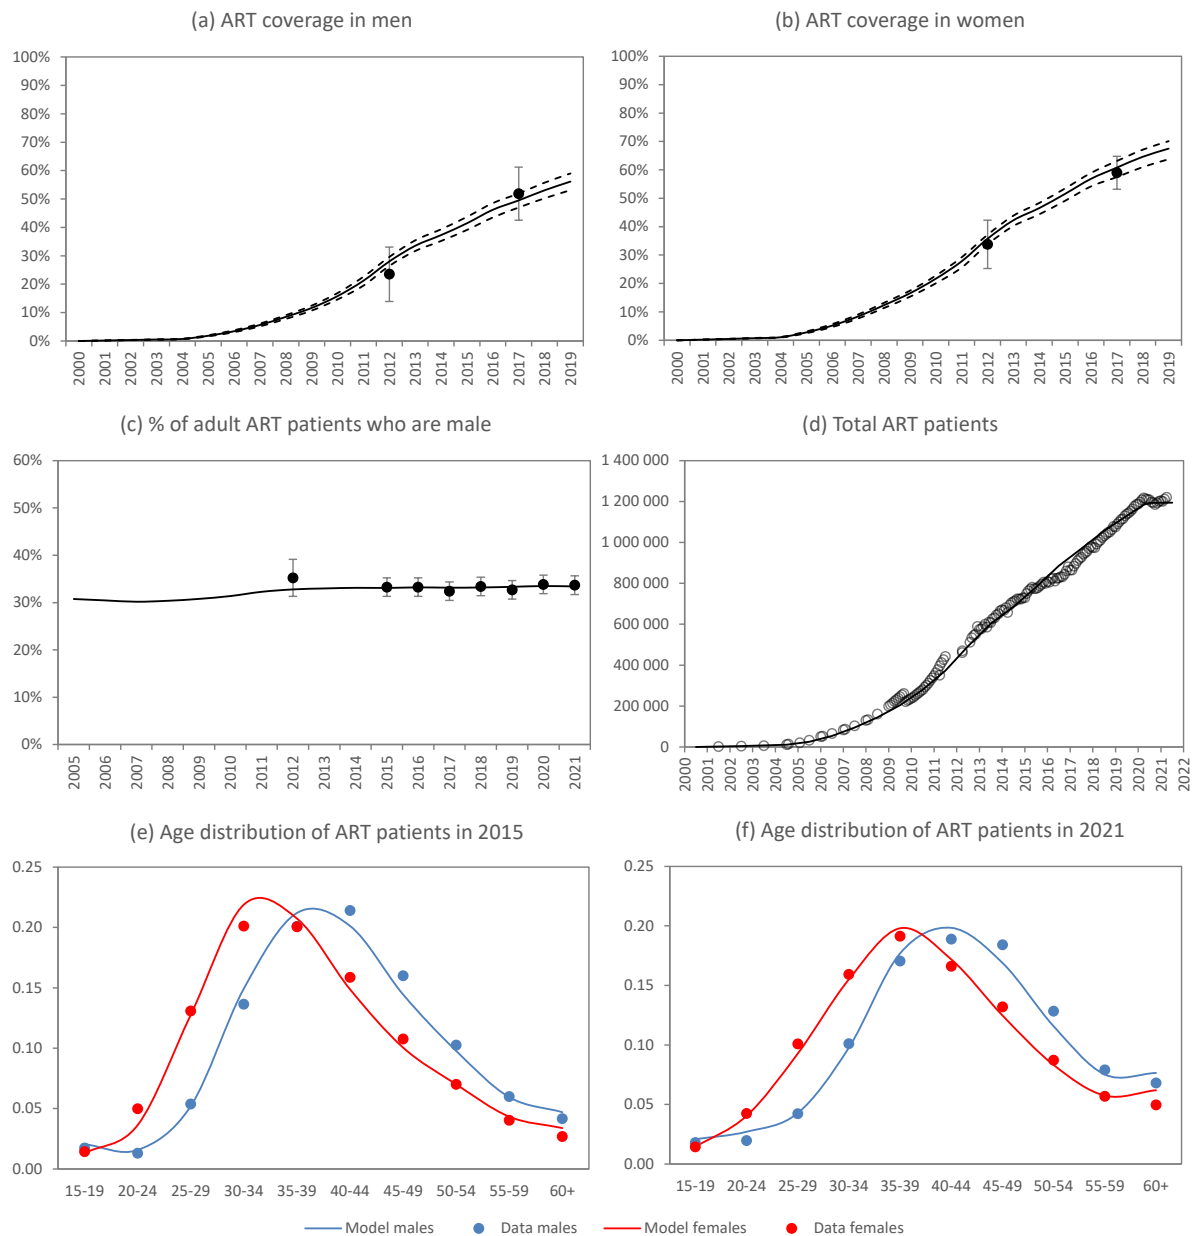 (a) ART coverage in men
100%
90%
80%
70%
60%
50%
40%
30%
20%
10%
0%
2000 2001 2002 2003 2004 2005 2006 2007 2008 2009 2010 2011 2012 2013 2014 2015 2016 2017 2018 2019
(b) ART coverage in women
100%
90%
80%
70%
60%
50%
40%
30%
20%
10%
0%
2000 2001 2002 2003 2004 2005 2006 2007 2008 2009 2010 2011 2012 2013 2014 2015 2016 2017 2018 2019
(c) % of adult ART patients who are male
60%
50%
40%
30%
20%
10%
0%
2005 2006 2007 2008 2009 2010 2011 2012 2013 2014 2015 2016 2017 2018 2019 2020 2021
(d) Total ART patients
1 400 000
1 200 000
1 000 000
800 000
600 000
400 000
200 000
0
2000 2001 2002 2003 2004 2005 2006 2007 2008 2009 2010 2011 2012 2013 2014 2015 2016 2017 2018 2019 2020 2021 2022
(e) Age distribution of ART patients in 2015
0.25
0.20
0.15
0.10
0.05
0.00
15-19 20-24 25-29 30-34 35-39 40-44 45-49 50-54 55-59 60+
(f) Age distribution of ART patients in 2021
0.25
0.20
0.15
0.10
0.05
0.00
15-19 20-24 25-29 30-34 35-39 40-44 45-49 50-54 55-59 60+
Model males Data males Model females Data females